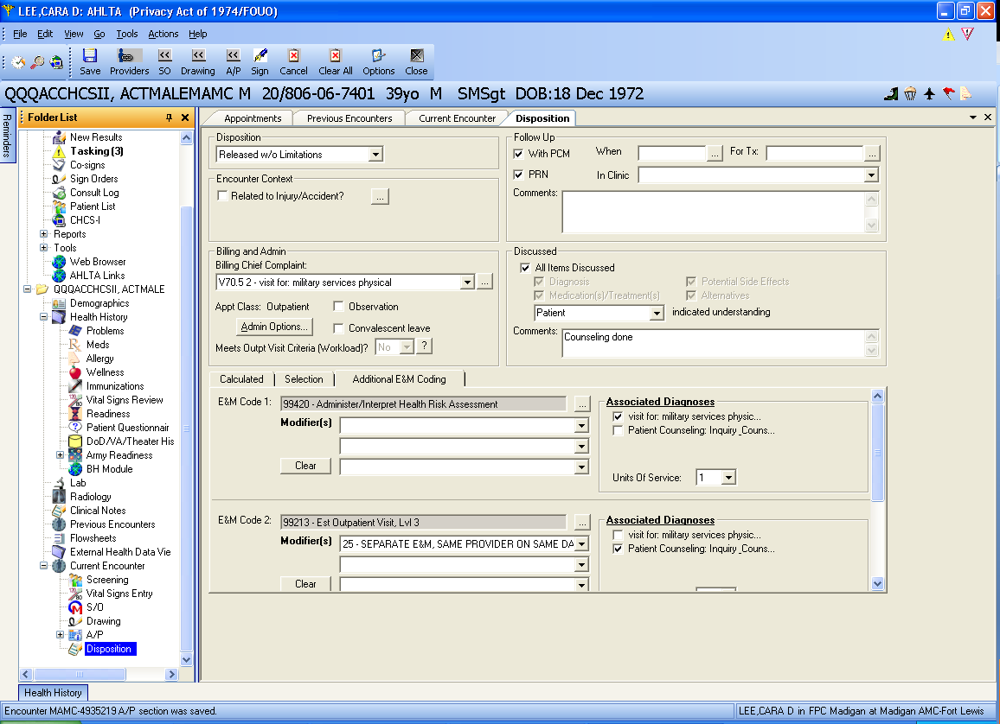 LEE,CARA D: AHLTA (Privacy Act of 1974/FOUO)
File Edit View Go Tools Actions Help
Save Providers SO Drawing A/P Sign Cancel Clear All Options Close
QQQACCHCSII, ACTMALEMAMC M 20/806-06-7401 39yo M SMSgt DOB:18 Dec 1972
Reminders
Folder List
New Results
Tasking (3)
Co-signs
Sign Orders
Consult Log
Patient List
CHCS-I
Reports
Tools
Web Browser
AHLTA Links
QQQACCHCSII, ACTMALE
Demographics
Health History
Problems
Meds
Allergy
Wellness
Immunizations
Vital Signs Review
Readiness
Patient Questionnair
DoD/VA/Theater His
Army Readiness
BH Module
Lab
Radiology
Clinical Notes
Previous Encounters
Flowsheets
External Health Data Vie
Current Encounter
Screening
Vital Signs Entry
S/O
Drawing
A/P
Disposition
Health History
Appointments Previous Encounters Current Encounter Disposition
Disposition
Released w/o Limitations
Encounter Context
Related to Injury/Accident? ...
Follow Up
With PCM When ... For Tx: ...
PRN In Clinic
Comments:
Billing and Admin
Billing Chief Complaint:
V70.5 2 - visit for: military services physical ...
Appt Class: Outpatient Observation
Admin Options... Convalescent leave
Meets Outpt Visit Criteria (Workload)? No ?
Discussed
All Items Discussed
Diagnosis Potential Side Effects
Medication(s)/Treatment(s) Alternatives
Patient indicated understanding
Comments: Counseling done
Calculated Selection Additional E&M Coding
E&M Code 1: 99420 - Administer/Interpret Health Risk Assessment ...
Modifier(s)
Clear
Associated Diagnoses
visit for: military services physic...
Patient Counseling: Inquiry_Couns...
Units Of Service: 1
E&M Code 2: 99213 - Est Outpatient Visit, Lvl 3 ...
Modifier(s) 25 - SEPARATE E&M, SAME PROVIDER ON SAME DA
Clear
Associated Diagnoses
visit for: military services physic...
Patient Counseling: Inquiry_Couns...
Encounter MAMC-4935219 A/P section was saved. LEE,CARA D in FPC Madigan at Madigan AMC-Fort Lewis